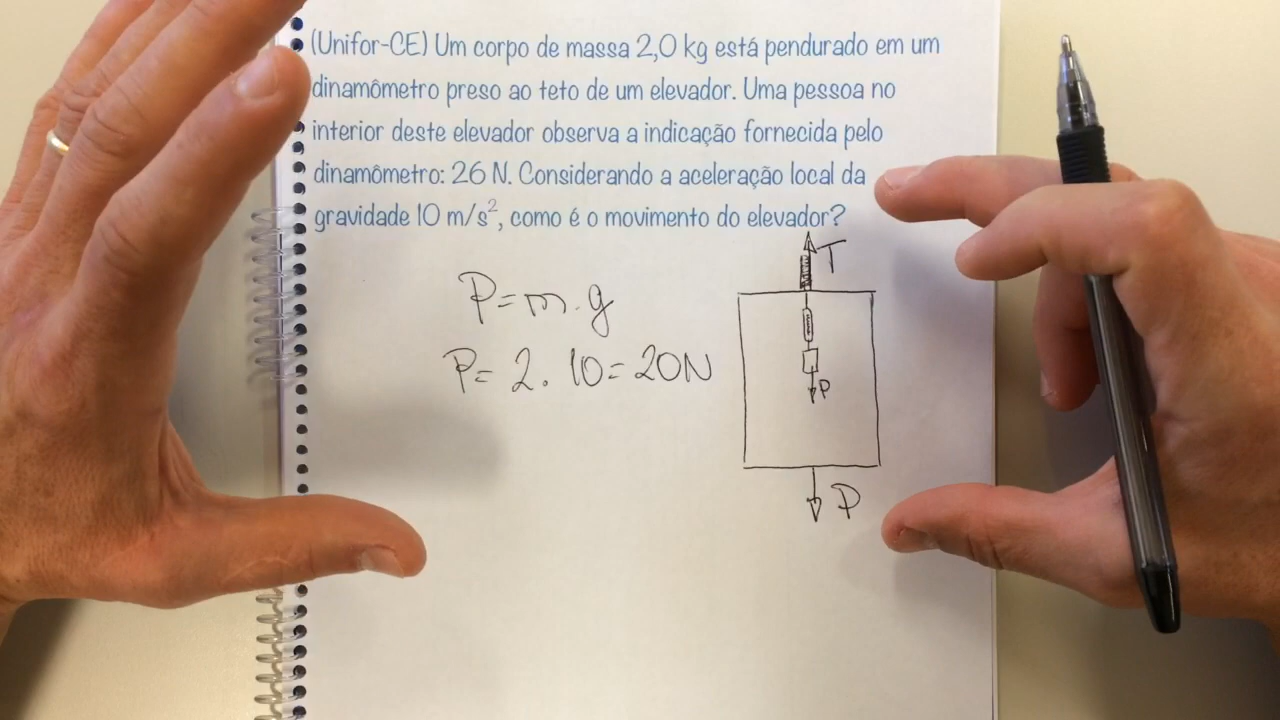 (Unifor-CE) Um corpo de massa 2,0 kg está pendurado em um
dinamômetro preso ao teto de um elevador. Uma pessoa no
interior deste elevador observa a indicação fornecida pelo
dinamômetro: 26 N. Considerando a aceleração local da
gravidade 10 m/s², como é o movimento do elevador?
T
P=m.g
P= 2. 10=20N
P
P